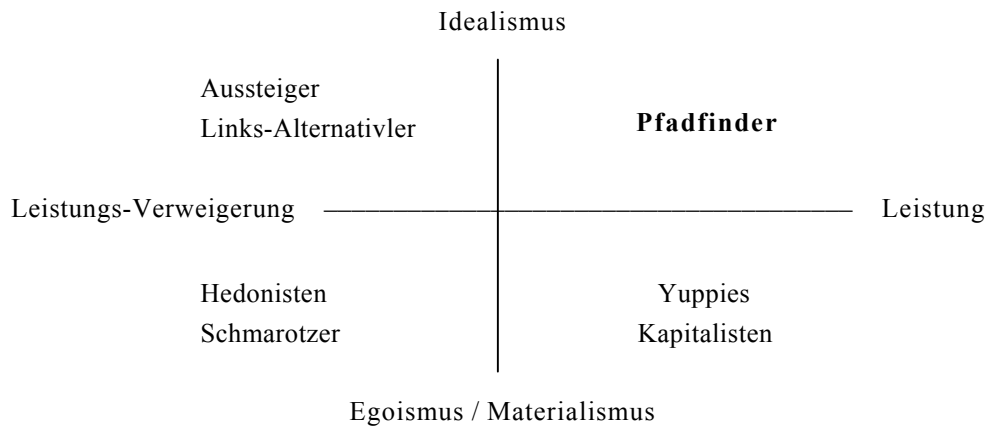 Idealismus
Aussteiger
Links-Alternativler
Pfadfinder
Leistungs-Verweigerung
Leistung
Hedonisten
Schmarotzer
Yuppies
Kapitalisten
Egoismus / Materialismus